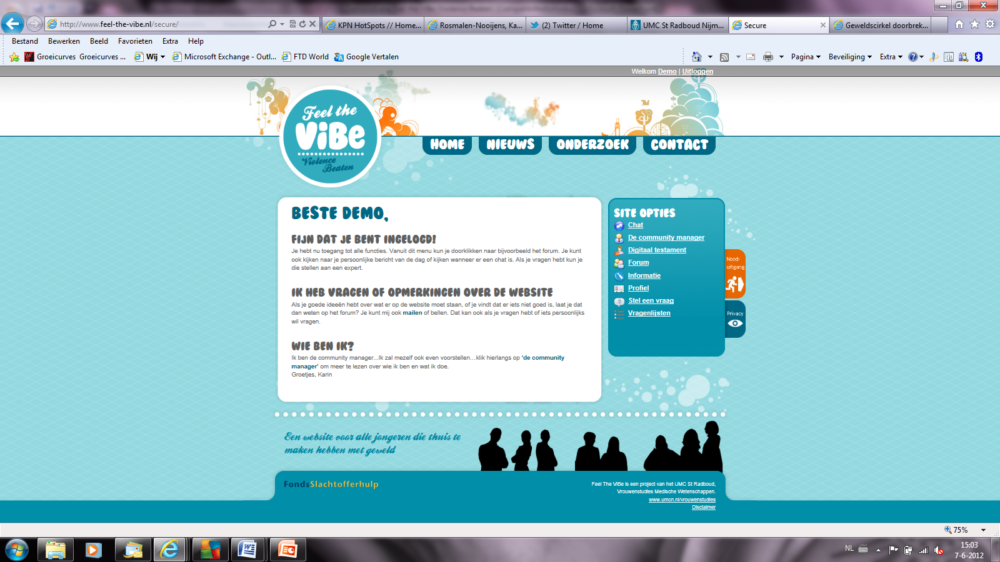 http://www.feel-the-vibe.nl/secure/
KPN HotSpots // Home...
Rosmalen-Nooijens, Ka...
(2) Twitter / Home
UMC St Radboud Nijm...
Secure
Geweldscirkel doorbrek...
Bestand Bewerken Beeld Favorieten Extra Help
Groeicurves Groeicurves ... Wij Microsoft Exchange - Outl... FTD World Google Vertalen
Pagina Beveiliging Extra
Welkom Demo | Uitloggen
Feel the
ViBe
Violence
Beaten
HOME NIEUWS ONDERZOEK CONTACT
BESTE DEMO,
FIJN DAT JE BENT INGELOGD!
Je hebt nu toegang tot alle functies. Vanuit dit menu kun je doorklikken naar bijvoorbeeld het forum. Je kunt
ook kijken naar je persoonlijke bericht van de dag of kijken wanneer er een chat is. Als je vragen hebt kun je
die stellen aan een expert.
IK HEB VRAGEN OF OPMERKINGEN OVER DE WEBSITE
Als je goede ideeën hebt over wat er op de website moet staan, of je vindt dat er iets niet goed is, laat je dat
dan weten op het forum? Je kunt mij ook mailen of bellen. Dat kan ook als je vragen hebt of iets persoonlijks
wil vragen.
WIE BEN IK?
Ik ben de community manager...Ik zal mezelf ook even voorstellen…klik hierlangs op ‘de community
manager’ om meer te lezen over wie ik ben en wat ik doe.
Groetjes, Karin
SITE OPTIES
Chat
De community manager
Digitaal testament
Forum
Informatie
Profiel
Stel een vraag
Vragenlijsten
Nood-
uitgang
Privacy
Een website voor alle jongeren die thuis te
maken hebben met geweld
FondsSlachtofferhulp
Feel The ViBe is een project van het UMC St Radboud,
Vrouwenstudies Medische Wetenschappen.
www.umcn.nl/vrouwenstudies
Disclaimer
75%
NL
15:03
7-6-2012